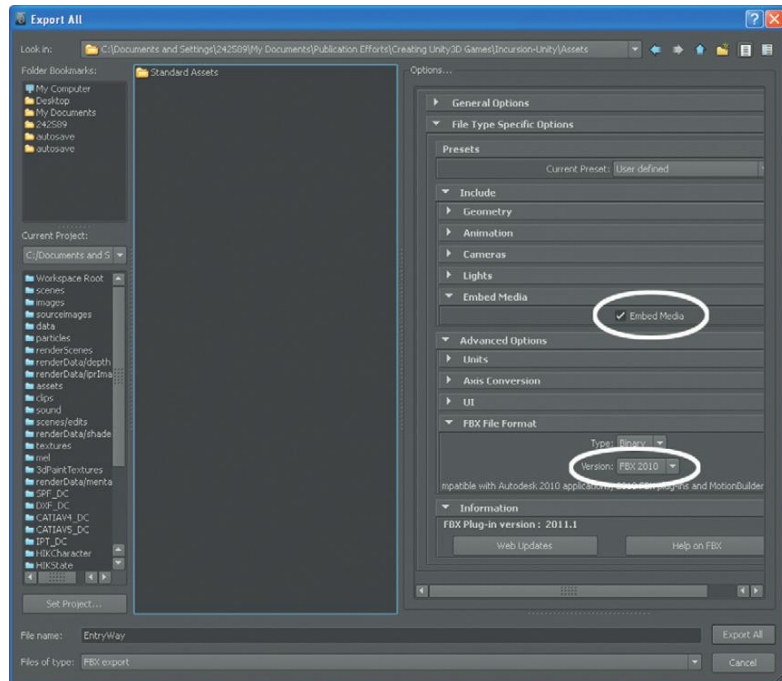 Export All
Look in: C:\Documents and Settings\242589\My Documents\Publication Efforts\Creating Unity3D Games\Incursion-Unity\Assets
Folder Bookmarks:
My Computer
Desktop
My Documents
242589
autosave
autosave
Current Project:
C:/Documents and S
Workspace Root
scenes
images
sourceimages
data
particles
renderScenes
renderData/depth
renderData/iprIma
assets
clips
sound
scenes/edits
renderData/shade
textures
mel
3dPaintTextures
renderData/menta
SPF_DC
DXF_DC
CATIAV4_DC
CATIAV5_DC
IPT_DC
HIKCharacter
HIKState
Set Project...
Standard Assets
Options...
General Options
File Type Specific Options
Presets
Current Preset: User defined
Include
Geometry
Animation
Cameras
Lights
Embed Media
Embed Media
Advanced Options
Units
Axis Conversion
UI
FBX File Format
Type: Binary
Version: FBX 2010
mpatible with Autodesk 2010 applications, 2010 FBX plug-ins and MotionBuilder
Information
FBX Plug-in version : 2011.1
Web Updates Help on FBX
File name: EntryWay Export All
Files of type: FBX export Cancel